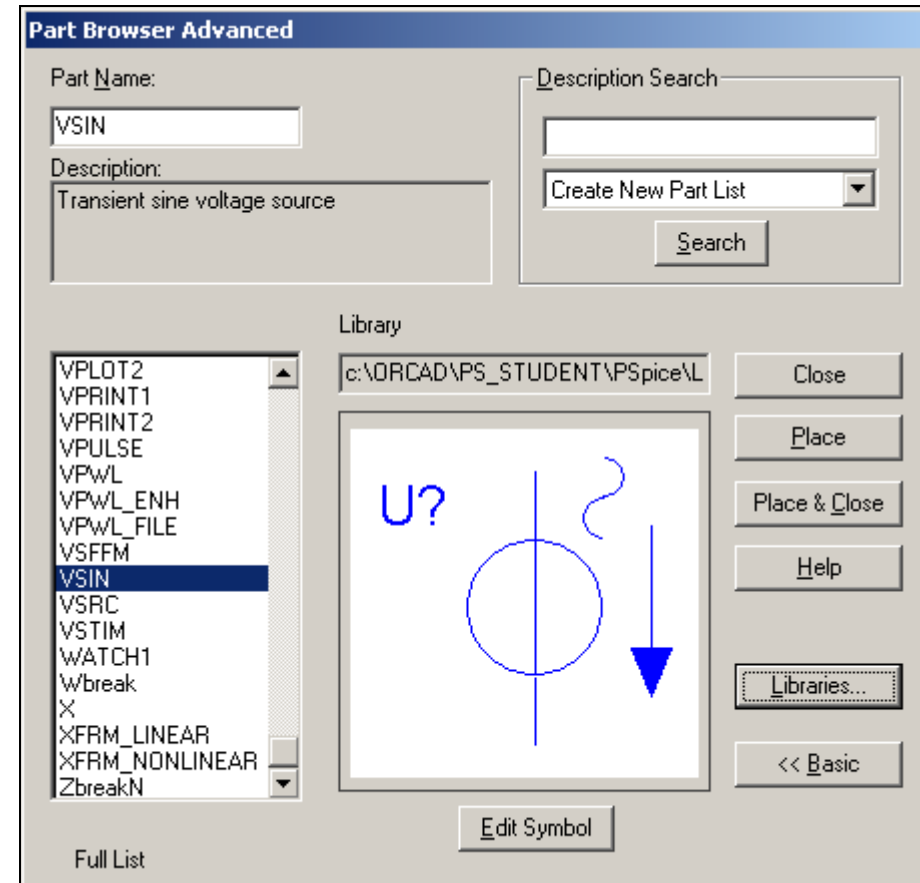 Part Browser Advanced
Part Name:
VSIN
Description:
Transient sine voltage source
Description Search
Create New Part List
Search
Library
c:\ORCAD\PS_STUDENT\PSpice\L
VPLOT2
VPRINT1
VPRINT2
VPULSE
VPWL
VPWL_ENH
VPWL_FILE
VSFFM
VSIN
VSRC
VSTIM
WATCH1
Wbreak
X
XFRM_LINEAR
XFRM_NONLINEAR
ZbreakN
Full List
U?
Edit Symbol
Close
Place
Place & Close
Help
Libraries...
<< Basic